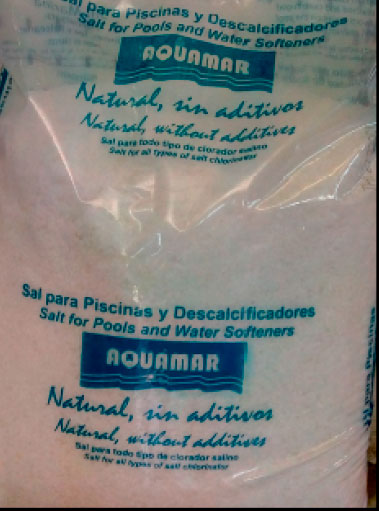 al para Piscinas y Descalcificadores
Salt for Pools and Water Softeners
AQUAMAR
Natural, sin aditivos
Natural, without additives
Sal para todo tipo de clorador salino
Salt for all types of salt chlorinator
Sal para Piscinas y Descalcificadores
Salt for Pools and Water Softeners
AQUAMAR
Natural, sin aditivos
Natural, without additives
Sal para todo tipo de clorador salino
Salt for all types of salt chlorinator
para Piscinas